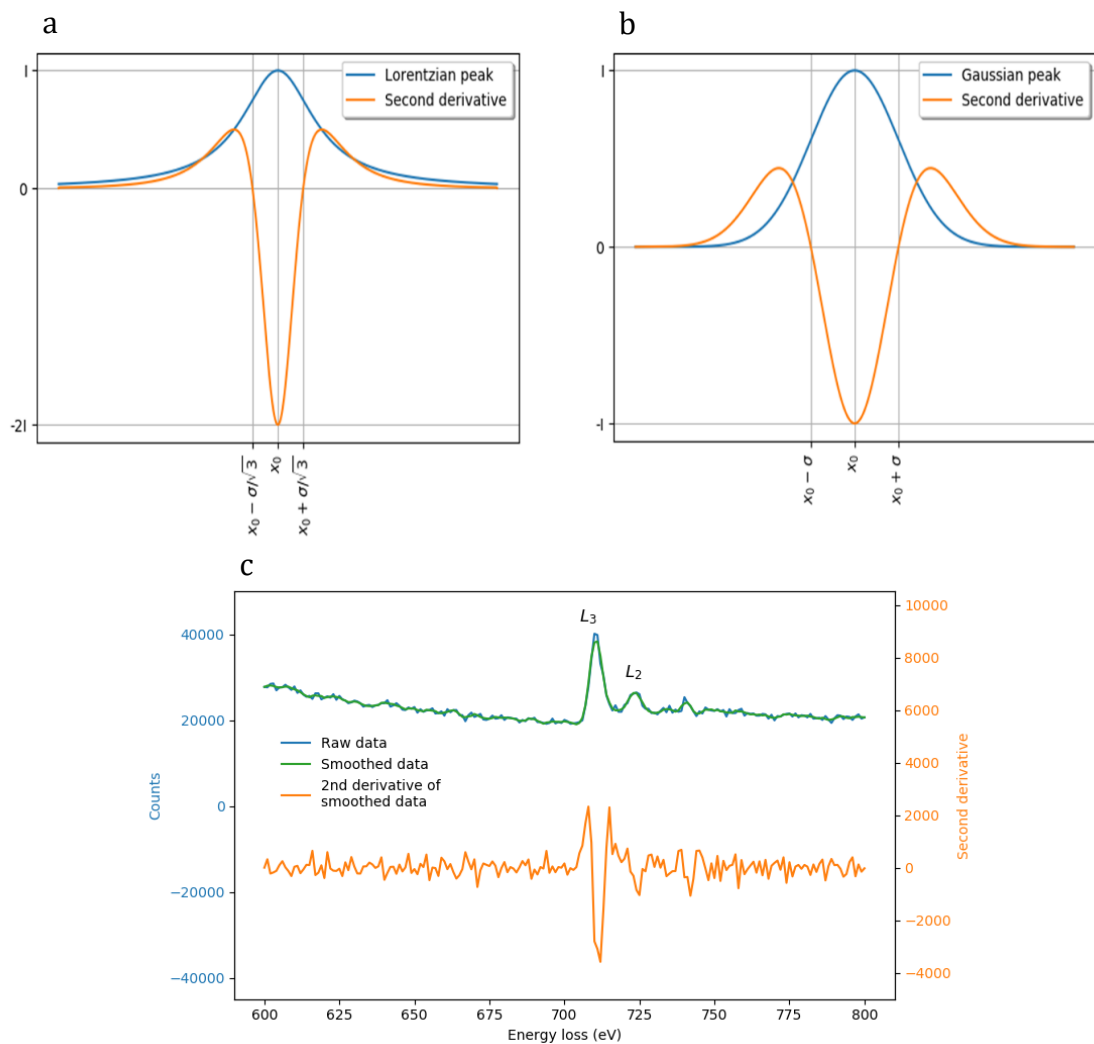 a
I
0
-2I
Lorentzian peak
Second derivative
x₀ − σ/√3
x₀
x₀ + σ/√3
b
I
0
-I
Gaussian peak
Second derivative
x₀ − σ
x₀
x₀ + σ
c
L₃
L₂
Raw data
Smoothed data
2nd derivative of
smoothed data
Counts
40000
20000
0
−20000
−40000
Second derivative
10000
8000
6000
4000
2000
0
−2000
−4000
600 625 650 675 700 725 750 775 800
Energy loss (eV)